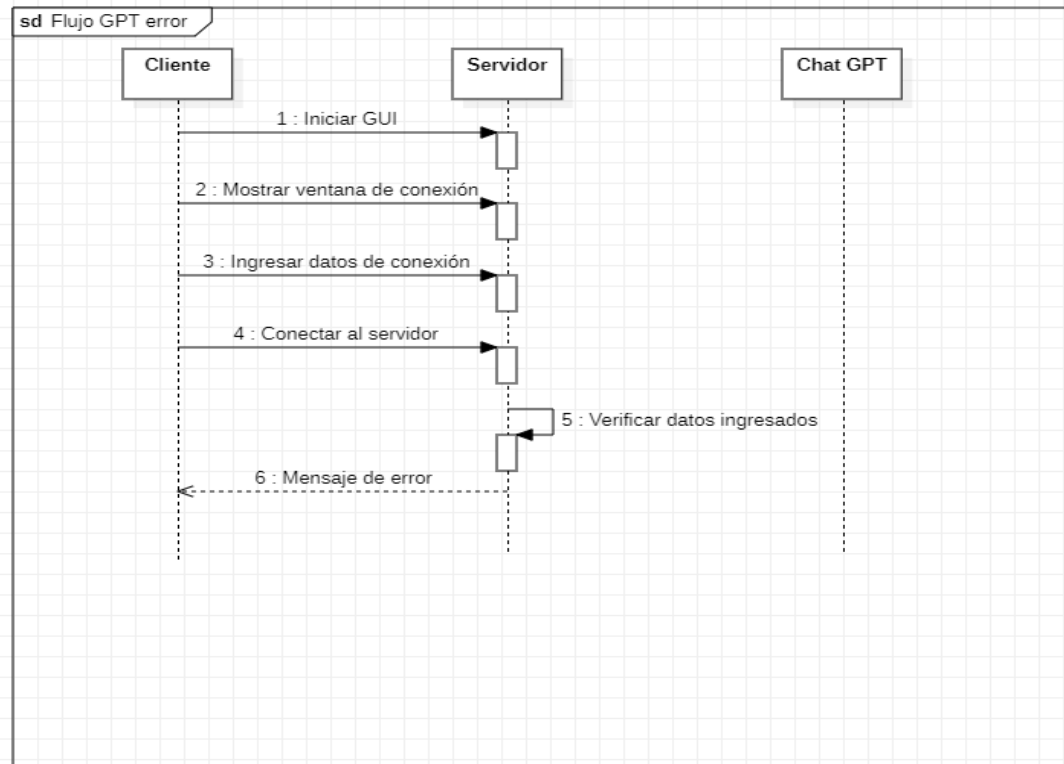 sd Flujo GPT error
Cliente
Servidor
Chat GPT
1 : Iniciar GUI
2 : Mostrar ventana de conexión
3 : Ingresar datos de conexión
4 : Conectar al servidor
5 : Verificar datos ingresados
6 : Mensaje de error